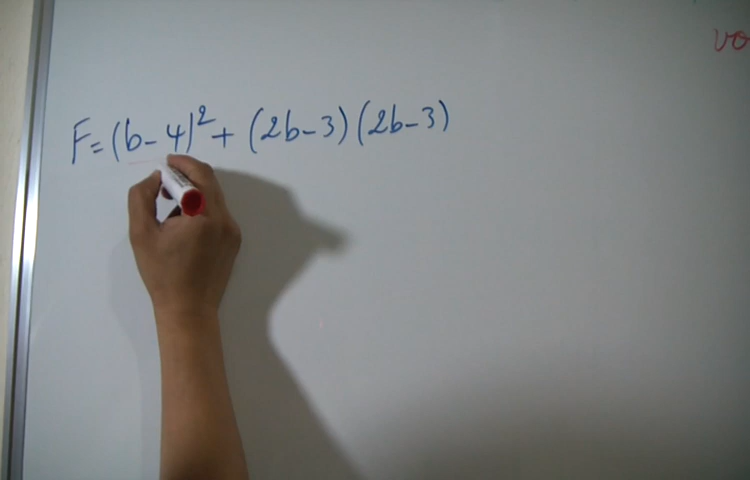 F = (b - 4)² + (2b - 3)(2b - 3)